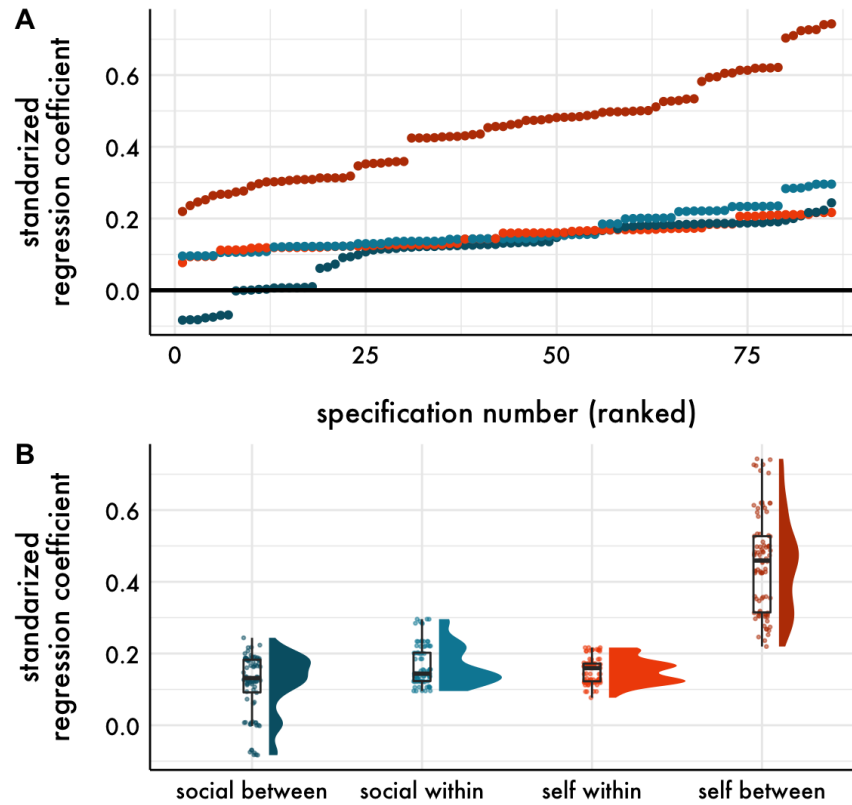 A
standarized
regression coefficient
0.6
0.4
0.2
0.0
0
25
50
75
specification number (ranked)
B
standarized
regression coefficient
0.6
0.4
0.2
0.0
social between
social within
self within
self between